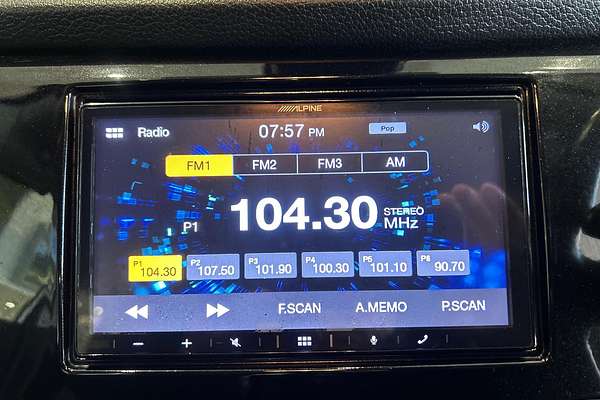 ALPINE
Radio 07:57 PM Pop
FM1 FM2 FM3 AM
P1 104.30 STEREO MHz
P1 104.30 P2 107.50 P3 101.90 P4 100.30 P5 101.10 P6 90.70
F.SCAN A.MEMO P.SCAN